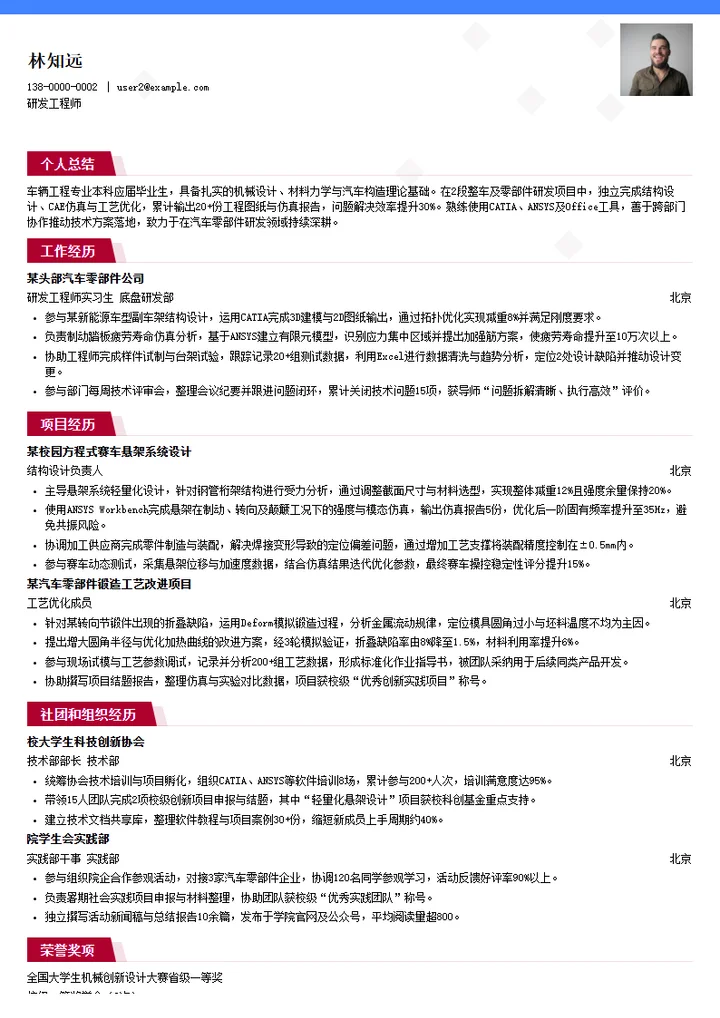 林知远
138-0000-0002 | user2@example.com
研发工程师
个人总结
车辆工程专业本科应届毕业生，具备扎实的机械设计、材料力学与汽车构造理论基础。在2段整车及零部件研发项目中，独立完成结构设
计、CAE仿真与工艺优化，累计输出20+份工程图纸与仿真报告，问题解决效率提升30%。熟练使用CATIA、ANSYS及Office工具，善于跨部门
协作推动技术方案落地，致力于在汽车零部件研发领域持续深耕。
工作经历
某头部汽车零部件公司
研发工程师实习生 底盘研发部 北京
• 参与某新能源车型副车架结构设计，运用CATIA完成3D建模与2D图纸输出，通过拓扑优化实现减重8%并满足刚度要求。
• 负责制动踏板疲劳寿命仿真分析，基于ANSYS建立有限元模型，识别应力集中区域并提出加强筋方案，使疲劳寿命提升至10万次以上。
• 协助工程师完成样件试制与台架试验，跟踪记录20+组测试数据，利用Excel进行数据清洗与趋势分析，定位2处设计缺陷并推动设计变
更。
• 参与部门每周技术评审会，整理会议纪要并跟进问题闭环，累计关闭技术问题15项，获导师“问题拆解清晰、执行高效”评价。
项目经历
某校园方程式赛车悬架系统设计
结构设计负责人 北京
• 主导悬架系统轻量化设计，针对钢管桁架结构进行受力分析，通过调整截面尺寸与材料选型，实现整体减重12%且强度余量保持20%。
• 使用ANSYS Workbench完成悬架在制动、转向及颠簸工况下的强度与模态仿真，输出仿真报告5份，优化后一阶固有频率提升至35Hz，避
免共振风险。
• 协调加工供应商完成零件制造与装配，解决焊接变形导致的定位偏差问题，通过增加工艺支撑将装配精度控制在±0.5mm内。
• 参与赛车动态测试，采集悬架位移与加速度数据，结合仿真结果迭代优化参数，最终赛车操控稳定性评分提升15%。
某汽车零部件锻造工艺改进项目
工艺优化成员 北京
• 针对某转向节锻件出现的折叠缺陷，运用Deform模拟锻造过程，分析金属流动规律，定位模具圆角过小与坯料温度不均为主因。
• 提出增大圆角半径与优化加热曲线的改进方案，经3轮模拟验证，折叠缺陷率由8%降至1.5%，材料利用率提升6%。
• 参与现场试模与工艺参数调试，记录并分析200+组工艺数据，形成标准化作业指导书，被团队采纳用于后续同类产品开发。
• 协助撰写项目结题报告，整理仿真与实验对比数据，项目获校级“优秀创新实践项目”称号。
社团和组织经历
校大学生科技创新协会
技术部部长 技术部 北京
• 统筹协会技术培训与项目孵化，组织CATIA、ANSYS等软件培训8场，累计参与200+人次，培训满意度达95%。
• 带领15人团队完成2项校级创新项目申报与结题，其中“轻量化悬架设计”项目获校科创基金重点支持。
• 建立技术文档共享库，整理软件教程与项目案例30+份，缩短新成员上手周期约40%。
院学生会实践部
实践部干事 实践部 北京
• 参与组织院企合作参观活动，对接3家汽车零部件企业，协调120名同学参观学习，活动反馈好评率90%以上。
• 负责暑期社会实践项目申报与材料整理，协助团队获校级“优秀实践团队”称号。
• 独立撰写活动新闻稿与总结报告10余篇，发布于学院官网及公众号，平均阅读量超800。
荣誉奖项
全国大学生机械创新设计大赛省级一等奖